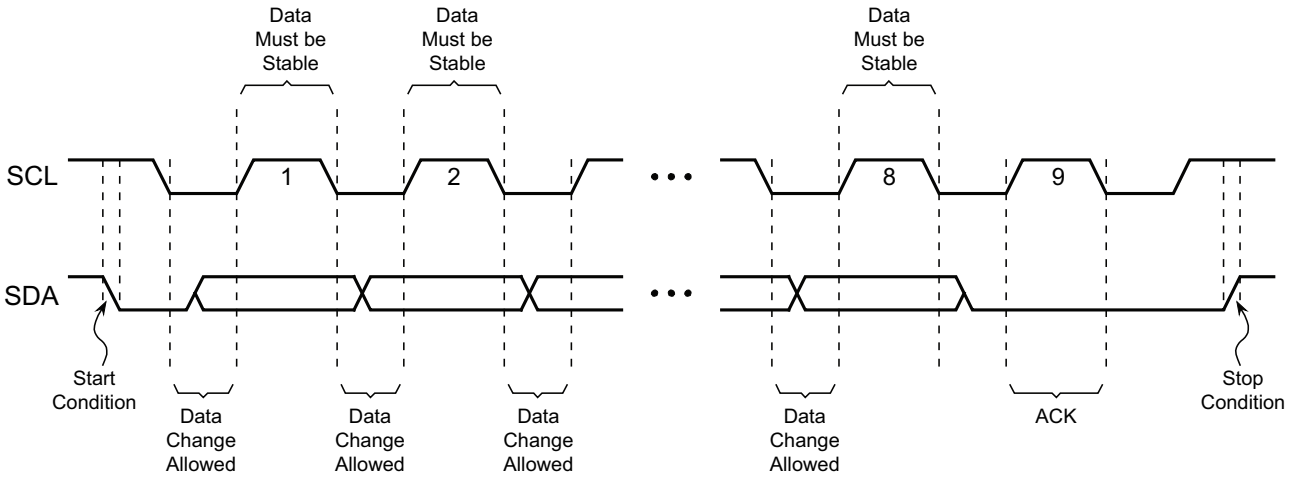 Data
Must be
Stable
Data
Must be
Stable
Data
Must be
Stable
SCL
1
2
8
9
SDA
Start
Condition
Data
Change
Allowed
Data
Change
Allowed
Data
Change
Allowed
Data
Change
Allowed
ACK
Stop
Condition